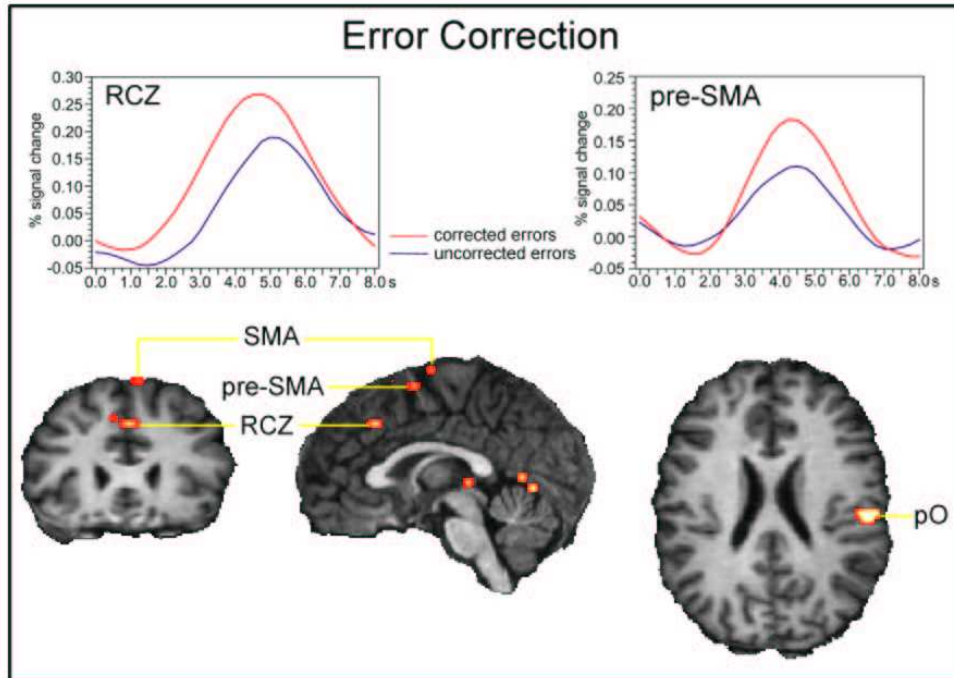 Error Correction
RCZ
% signal change
0.30
0.25
0.20
0.15
0.10
0.05
0.00
-0.05
0.0 1.0 2.0 3.0 4.0 5.0 6.0 7.0 8.0 s
corrected errors
uncorrected errors
pre-SMA
% signal change
0.25
0.20
0.15
0.10
0.05
0.00
-0.05
0.0 1.0 2.0 3.0 4.0 5.0 6.0 7.0 8.0 s
SMA
pre-SMA
RCZ
pO